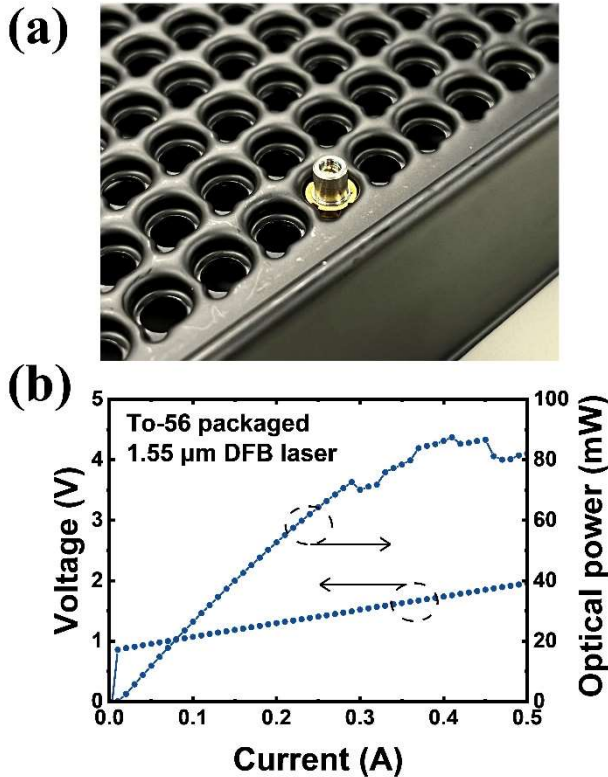 (a)
(b)
To-56 packaged
1.55 μm DFB laser
Voltage (V)
5
4
3
2
1
0
Optical power (mW)
100
80
60
40
20
0
0.0 0.1 0.2 0.3 0.4 0.5
Current (A)